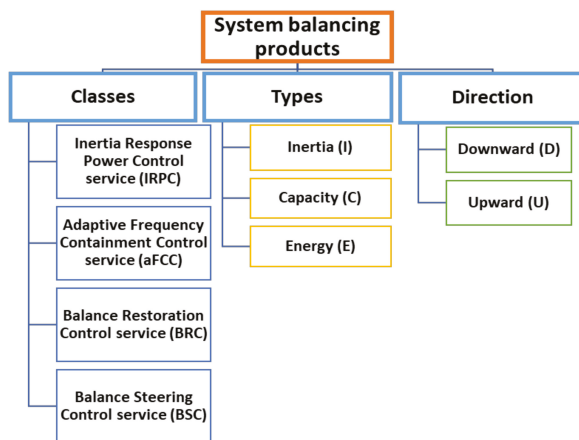 System balancing
products
Classes
Types
Direction
Inertia Response
Power Control
service (IRPC)
Adaptive Frequency
Containment Control
service (aFCC)
Balance Restoration
Control service (BRC)
Balance Steering
Control service (BSC)
Inertia (I)
Capacity (C)
Energy (E)
Downward (D)
Upward (U)